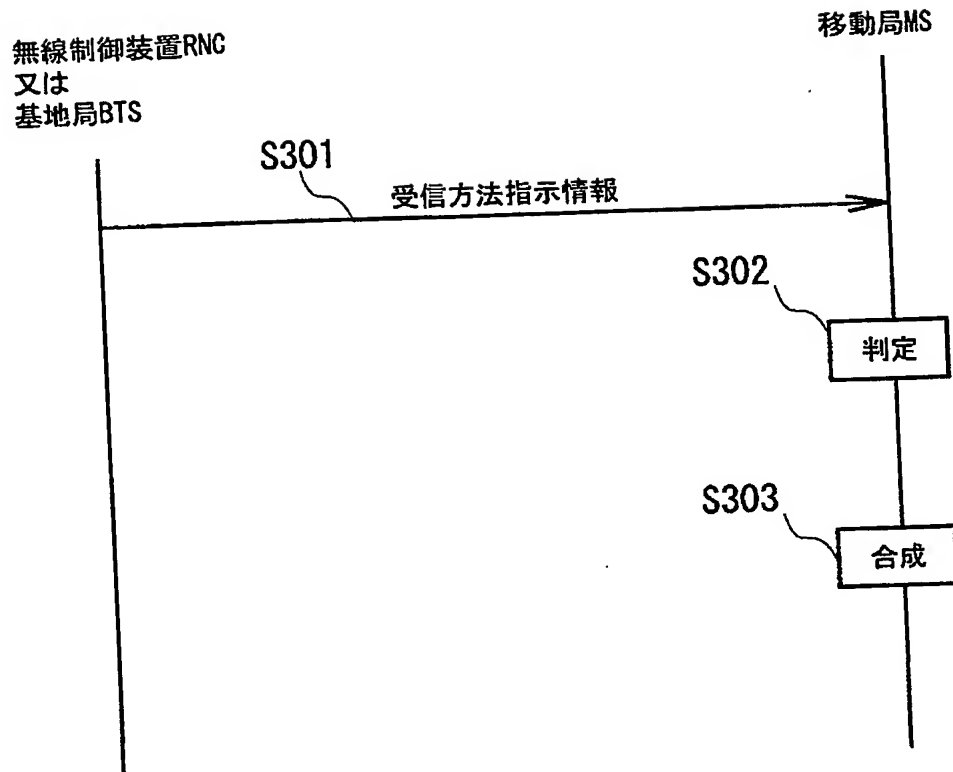 無線制御装置RNC
又は
基地局BTS
移動局MS
S301
受信方法指示情報
S302
判定
S303
合成